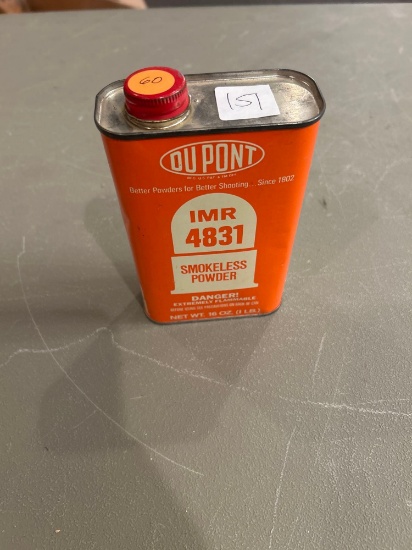 60
151
DU PONT
Better Powders for Better Shooting... Since 1802
IMR
4831
SMOKELESS
POWDER
DANGER!
EXTREMELY FLAMMABLE
NET WT. 16 OZ. (1 LB.)